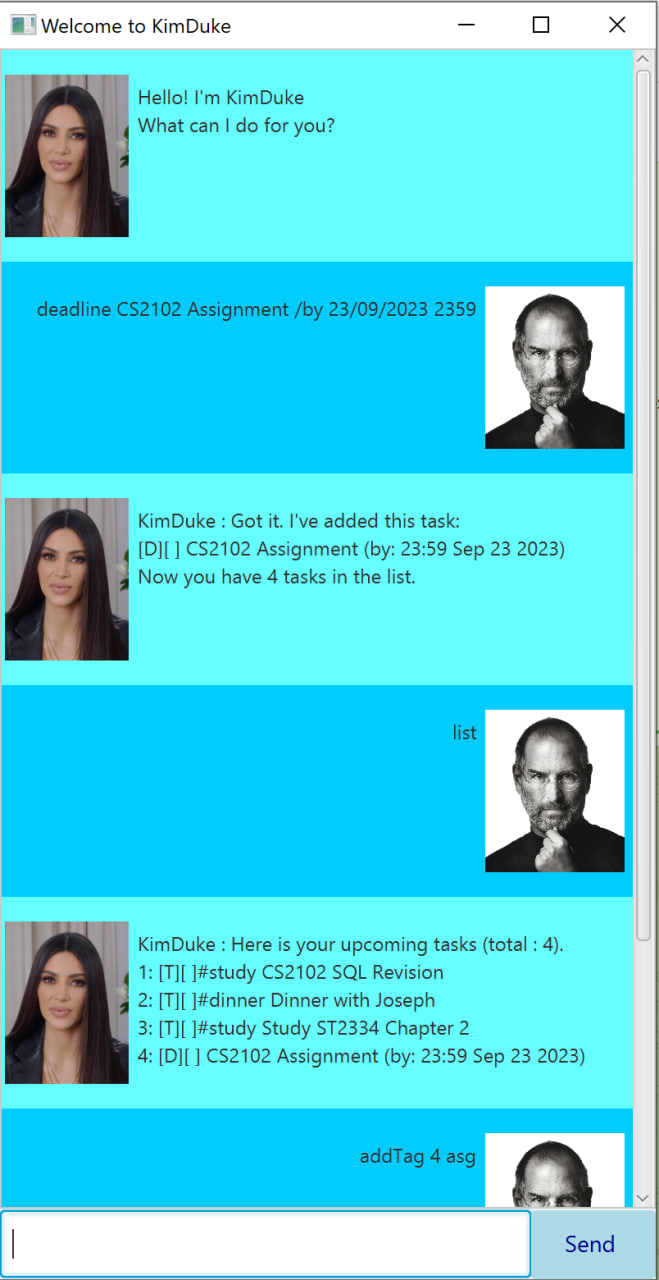 Welcome to KimDuke
Hello! I'm KimDuke
What can I do for you?
deadline CS2102 Assignment /by 23/09/2023 2359
KimDuke : Got it. I've added this task:
[D][ ] CS2102 Assignment (by: 23:59 Sep 23 2023)
Now you have 4 tasks in the list.
list
KimDuke : Here is your upcoming tasks (total : 4).
1: [T][ ]#study CS2102 SQL Revision
2: [T][ ]#dinner Dinner with Joseph
3: [T][ ]#study Study ST2334 Chapter 2
4: [D][ ] CS2102 Assignment (by: 23:59 Sep 23 2023)
addTag 4 asg
Send